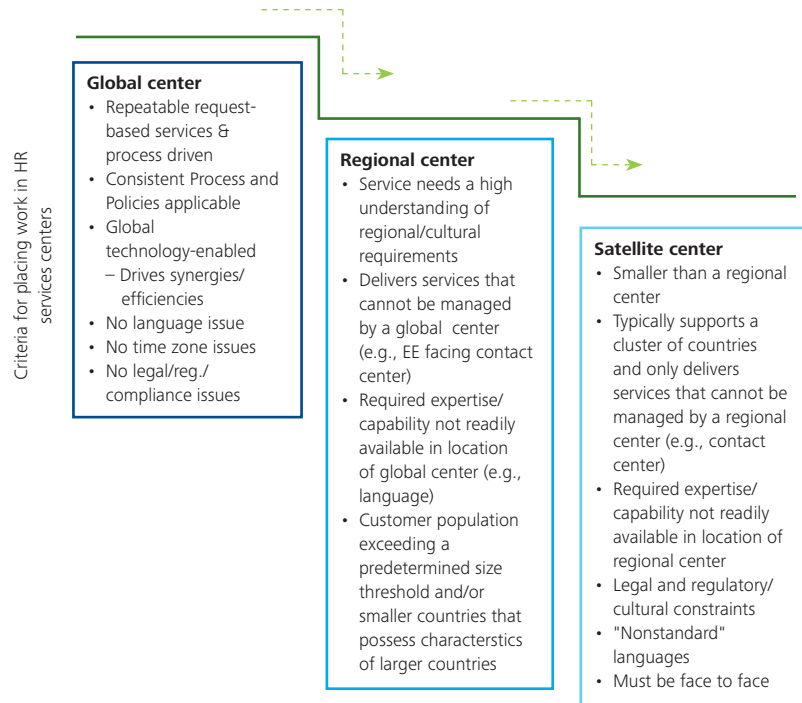 Criteria for placing work in HR
services centers
Global center
• Repeatable request-
based services &
process driven
• Consistent Process and
Policies applicable
• Global
technology-enabled
– Drives synergies/
efficiencies
• No language issue
• No time zone issues
• No legal/reg./
compliance issues
Regional center
• Service needs a high
understanding of
regional/cultural
requirements
• Delivers services that
cannot be managed
by a global center
(e.g., EE facing contact
center)
• Required expertise/
capability not readily
available in location
of global center (e.g.,
language)
• Customer population
exceeding a
predetermined size
threshold and/or
smaller countries that
possess characterstics
of larger countries
Satellite center
• Smaller than a regional
center
• Typically supports a
cluster of countries
and only delivers
services that cannot be
managed by a regional
center (e.g., contact
center)
• Required expertise/
capability not readily
available in location of
regional center
• Legal and regulatory/
cultural constraints
• "Nonstandard"
languages
• Must be face to face